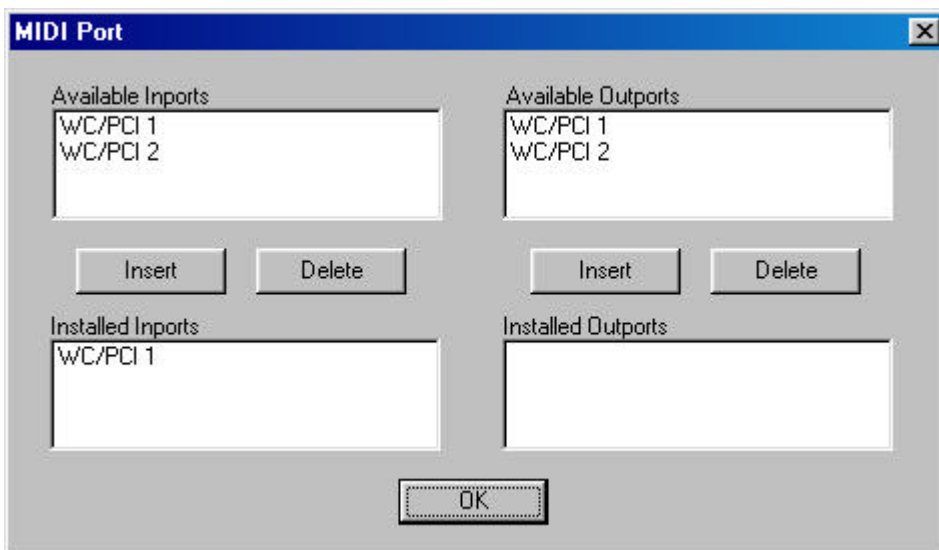 MIDI Port
Available Inports
WC/PCI 1
WC/PCI 2
Available Outports
WC/PCI 1
WC/PCI 2
Insert
Delete
Insert
Delete
Installed Inports
WC/PCI 1
Installed Outports
OK